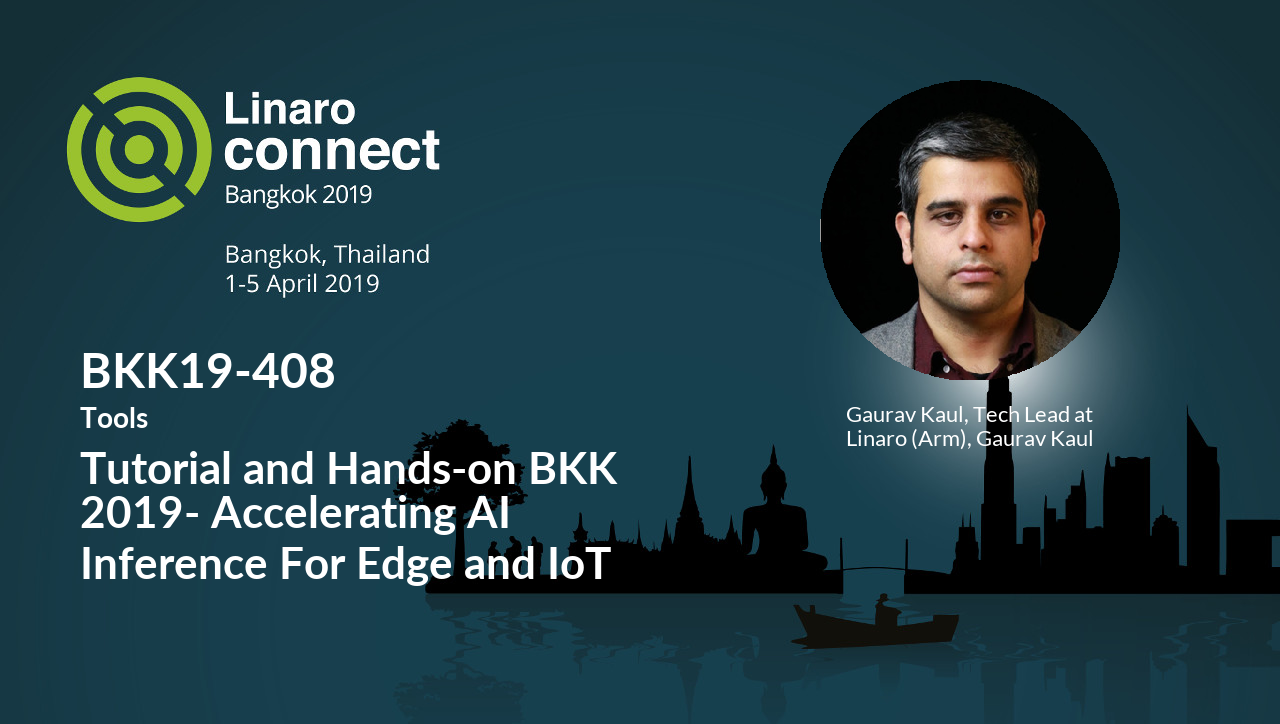 Linaro
connect
Bangkok 2019
Bangkok, Thailand
1-5 April 2019
BKK19-408
Tools
Tutorial and Hands-on BKK
2019- Accelerating AI
Inference For Edge and IoT
Gaurav Kaul, Tech Lead at
Linaro (Arm), Gaurav Kaul